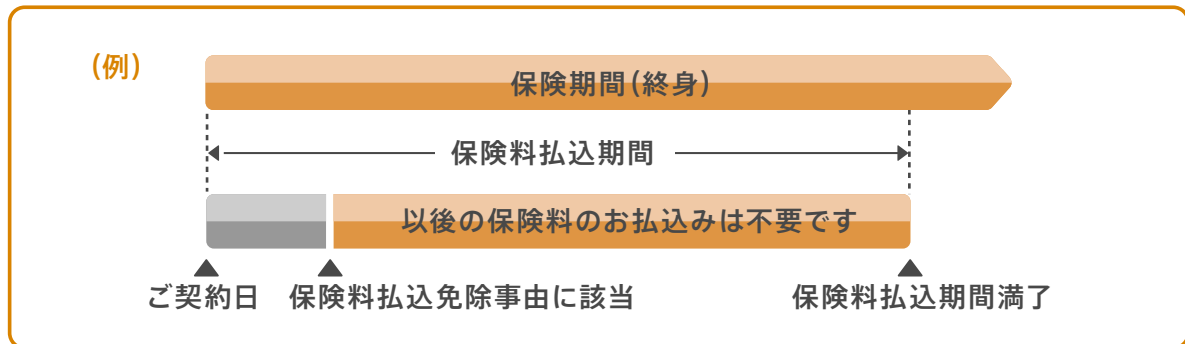 (例)
保険期間(終身)
保険料払込期間
以後の保険料のお払込みは不要です
ご契約日
保険料払込免除事由に該当
保険料払込期間満了